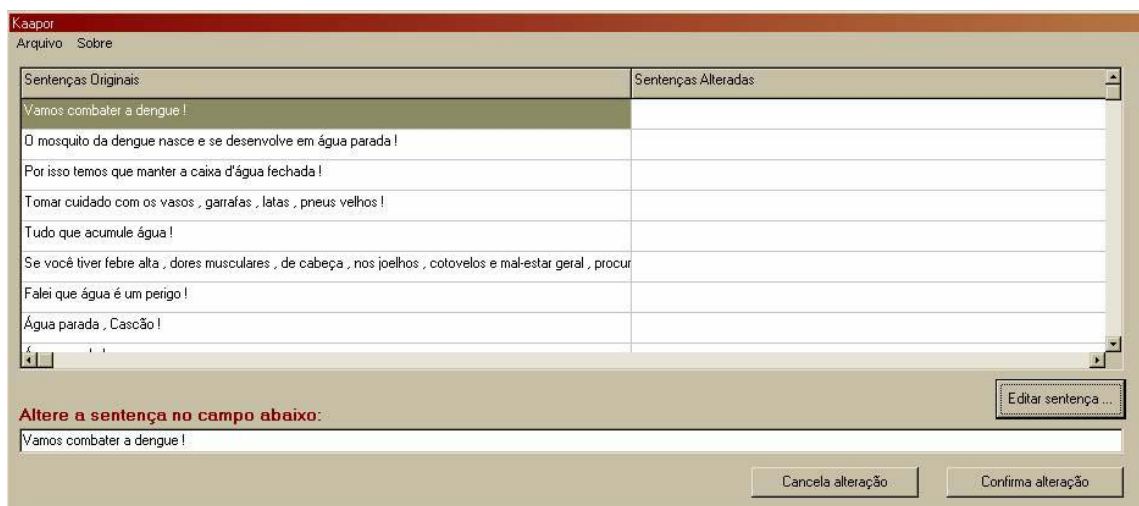 Kaapor
Arquivo Sobre
Sentenças Originais Sentenças Alteradas
Vamos combater a dengue !
O mosquito da dengue nasce e se desenvolve em água parada !
Por isso temos que manter a caixa d'água fechada !
Tomar cuidado com os vasos , garrafas , latas , pneus velhos !
Tudo que acumule água !
Se você tiver febre alta , dores musculares , de cabeça , nos joelhos , cotovelos e mal-estar geral , procur
Falei que água é um perigo !
Água parada , Cascão !
Editar sentença ...
Altere a sentença no campo abaixo:
Vamos combater a dengue !
Cancela alteração Confirma alteração